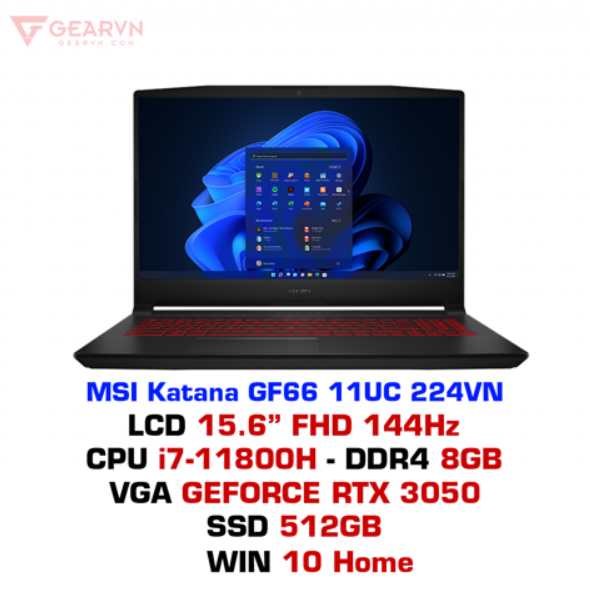 GEARVN
GEARVN.COM
MSI Katana GF66 11UC 224VN
LCD 15.6” FHD 144Hz
CPU i7-11800H - DDR4 8GB
VGA GEFORCE RTX 3050
SSD 512GB
WIN 10 Home